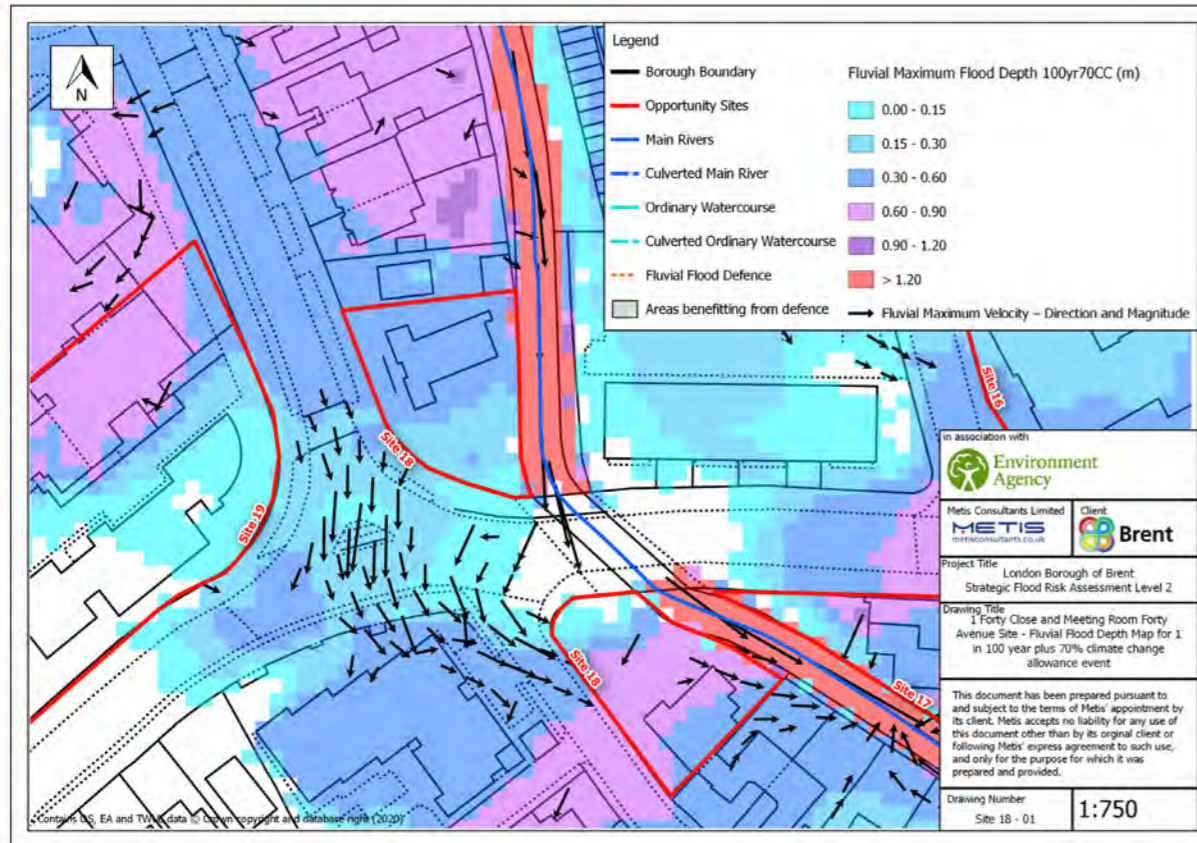 N
Legend
Borough Boundary
Opportunity Sites
Main Rivers
Culverted Main River
Ordinary Watercourse
Culverted Ordinary Watercourse
Fluvial Flood Defence
Areas benefitting from defence
Fluvial Maximum Flood Depth 100yr70CC (m)
0.00 - 0.15
0.15 - 0.30
0.30 - 0.60
0.60 - 0.90
0.90 - 1.20
> 1.20
Fluvial Maximum Velocity – Direction and Magnitude
Site 16
Site 18
Site 19
Site 18
Site 17
in association with
Environment
Agency
Metis Consultants Limited
METIS
metisconsultants.co.uk
Client
Brent
Project Title
London Borough of Brent
Strategic Flood Risk Assessment Level 2
Drawing Title
1 Forty Close and Meeting Room Forty
Avenue Site - Fluvial Flood Depth Map for 1
in 100 year plus 70% climate change
allowance event
This document has been prepared pursuant to
and subject to the terms of Metis' appointment by
its client. Metis accepts no liability for any use of
this document other than by its orginal client or
following Metis' express agreement to such use,
and only for the purpose for which it was
prepared and provided.
Drawing Number
Site 18 - 01
1:750
Contains OS, EA and TWUL data © Crown copyright and database right (2020)